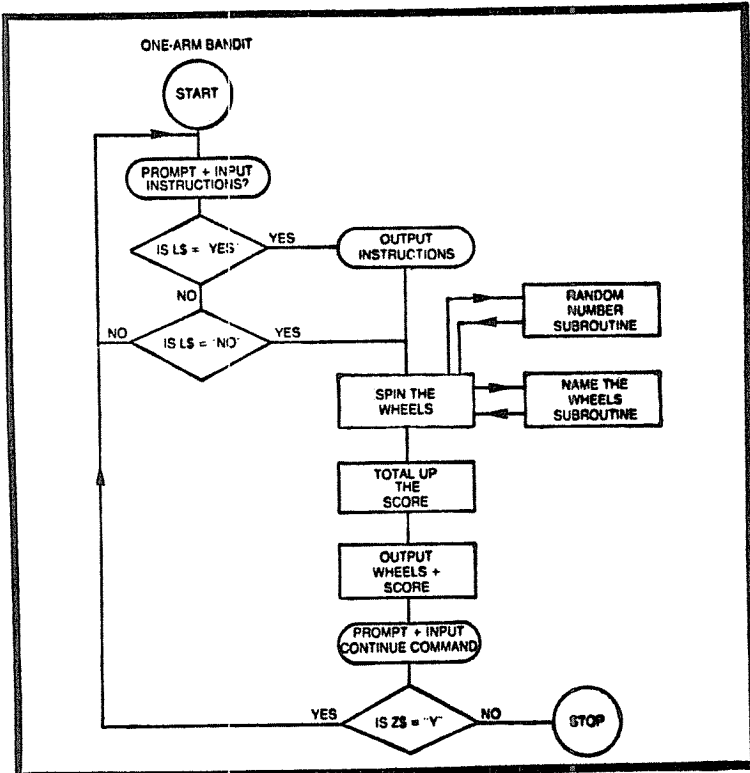 ONE-ARM BANDIT
START
PROMPT + INPUT
INSTRUCTIONS?
IS L$ = "YES"
YES
OUTPUT
INSTRUCTIONS
NO
NO
IS L$ = "NO"
YES
RANDOM
NUMBER
SUBROUTINE
SPIN THE
WHEELS
NAME THE
WHEELS
SUBROUTINE
TOTAL UP
THE
SCORE
OUTPUT
WHEELS +
SCORE
PROMPT + INPUT
CONTINUE COMMAND
YES
IS Z$ = "Y"
NO
STOP